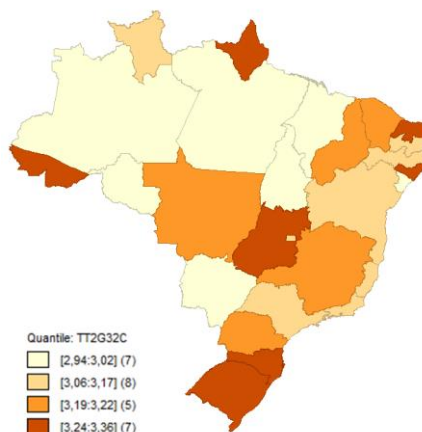 Quantile: TT2G32C
[2,94:3,02] (7)
[3,06:3,17] (8)
[3,19:3,22] (5)
[3,24:3,36] (7)